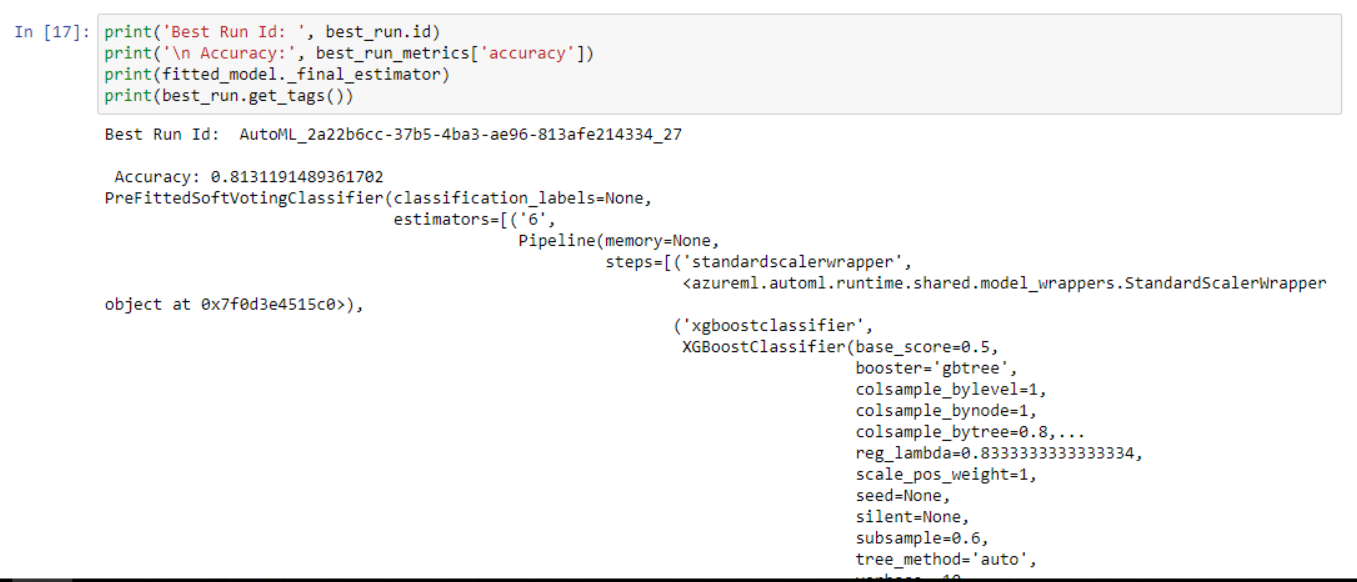 In [17]: print('Best Run Id: ', best_run.id)
print('\n Accuracy:', best_run_metrics['accuracy'])
print(fitted_model._final_estimator)
print(best_run.get_tags())
Best Run Id:  AutoML_2a22b6cc-37b5-4ba3-ae96-813afe214334_27
Accuracy: 0.8131191489361702
PreFittedSoftVotingClassifier(classification_labels=None,
estimators=[('6',
Pipeline(memory=None,
steps=[('standardscalerwrapper',
<azureml.automl.runtime.shared.model_wrappers.StandardScalerWrapper
object at 0x7f0d3e4515c0>),
('xgboostclassifier',
XGBoostClassifier(base_score=0.5,
booster='gbtree',
colsample_bylevel=1,
colsample_bynode=1,
colsample_bytree=0.8,...
reg_lambda=0.8333333333333334,
scale_pos_weight=1,
seed=None,
silent=None,
subsample=0.6,
tree_method='auto',